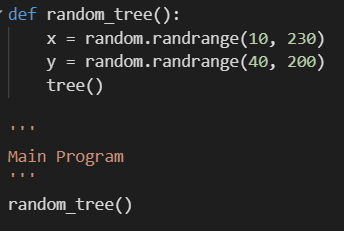 def random_tree():
    x = random.randrange(10, 230)
    y = random.randrange(40, 200)
    tree()
'''
Main Program
'''
random_tree()